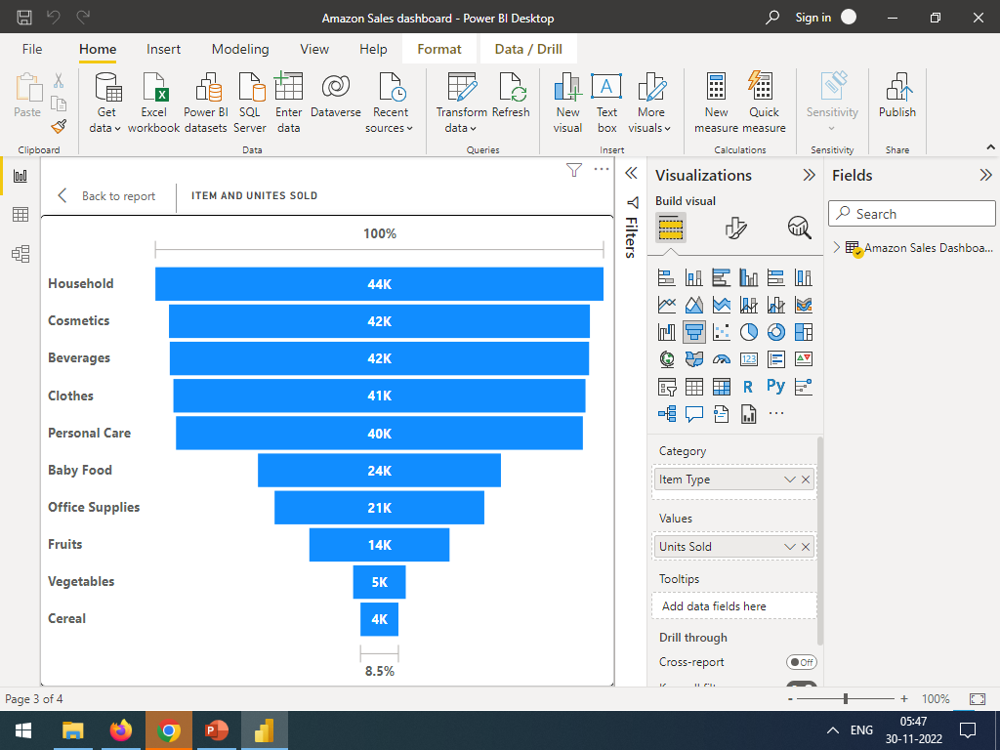 Amazon Sales dashboard - Power BI Desktop
Sign in
File Home Insert Modeling View Help Format Data / Drill
Paste
Get data
Excel workbook
Power BI datasets
SQL Server
Enter data
Dataverse
Recent sources
Transform data
Refresh
New visual
Text box
More visuals
New measure
Quick measure
Sensitivity
Publish
Clipboard
Data
Queries
Insert
Calculations
Sensitivity
Share
Back to report
ITEM AND UNITES SOLD
100%
Household 44K
Cosmetics 42K
Beverages 42K
Clothes 41K
Personal Care 40K
Baby Food 24K
Office Supplies 21K
Fruits 14K
Vegetables 5K
Cereal 4K
8.5%
Filters
Visualizations
Build visual
123
R
Py
Category
Item Type
Values
Units Sold
Tooltips
Add data fields here
Drill through
Cross-report
Off
Fields
Search
Amazon Sales Dashboa...
Page 3 of 4
- + 100%
ENG
05:47
30-11-2022